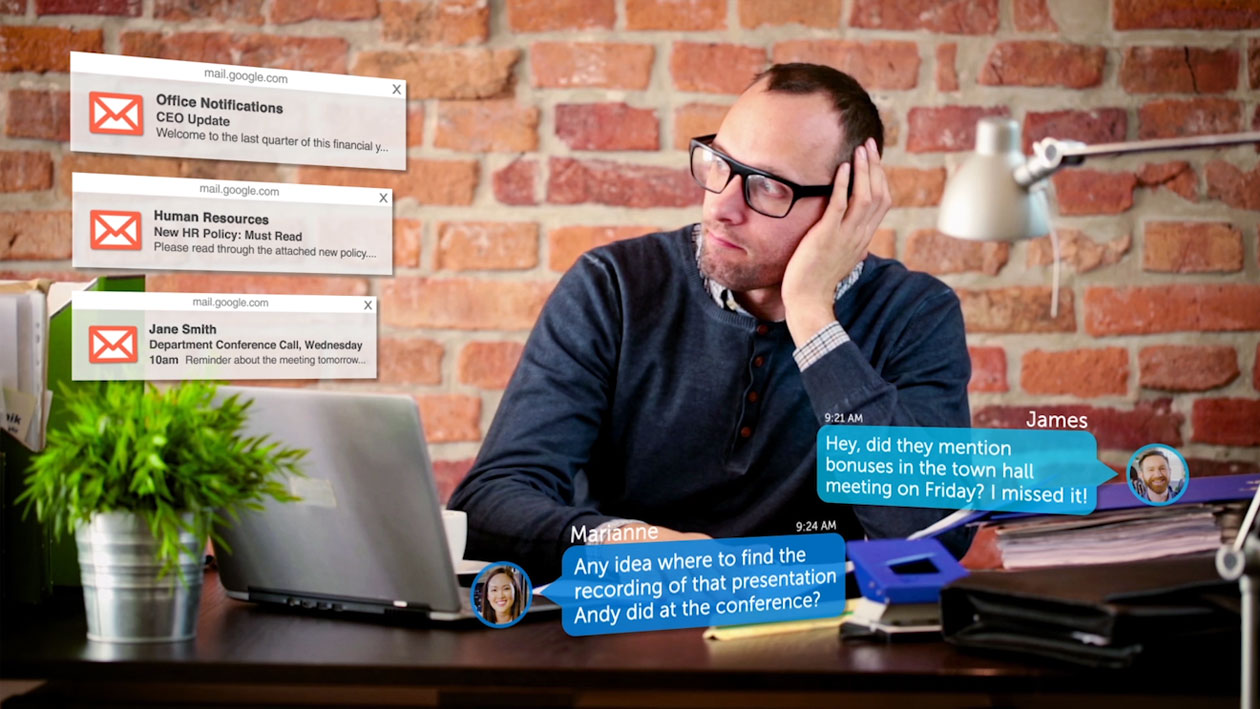 mail.google.com
X
Office Notifications
CEO Update
Welcome to the last quarter of this financial y...
mail.google.com
X
Human Resources
New HR Policy: Must Read
Please read through the attached new policy....
mail.google.com
X
Jane Smith
Department Conference Call, Wednesday
10am Reminder about the meeting tomorrow...
9:21 AM
James
Hey, did they mention
bonuses in the town hall
meeting on Friday? I missed it!
Marianne
9:24 AM
Any idea where to find the
recording of that presentation
Andy did at the conference?